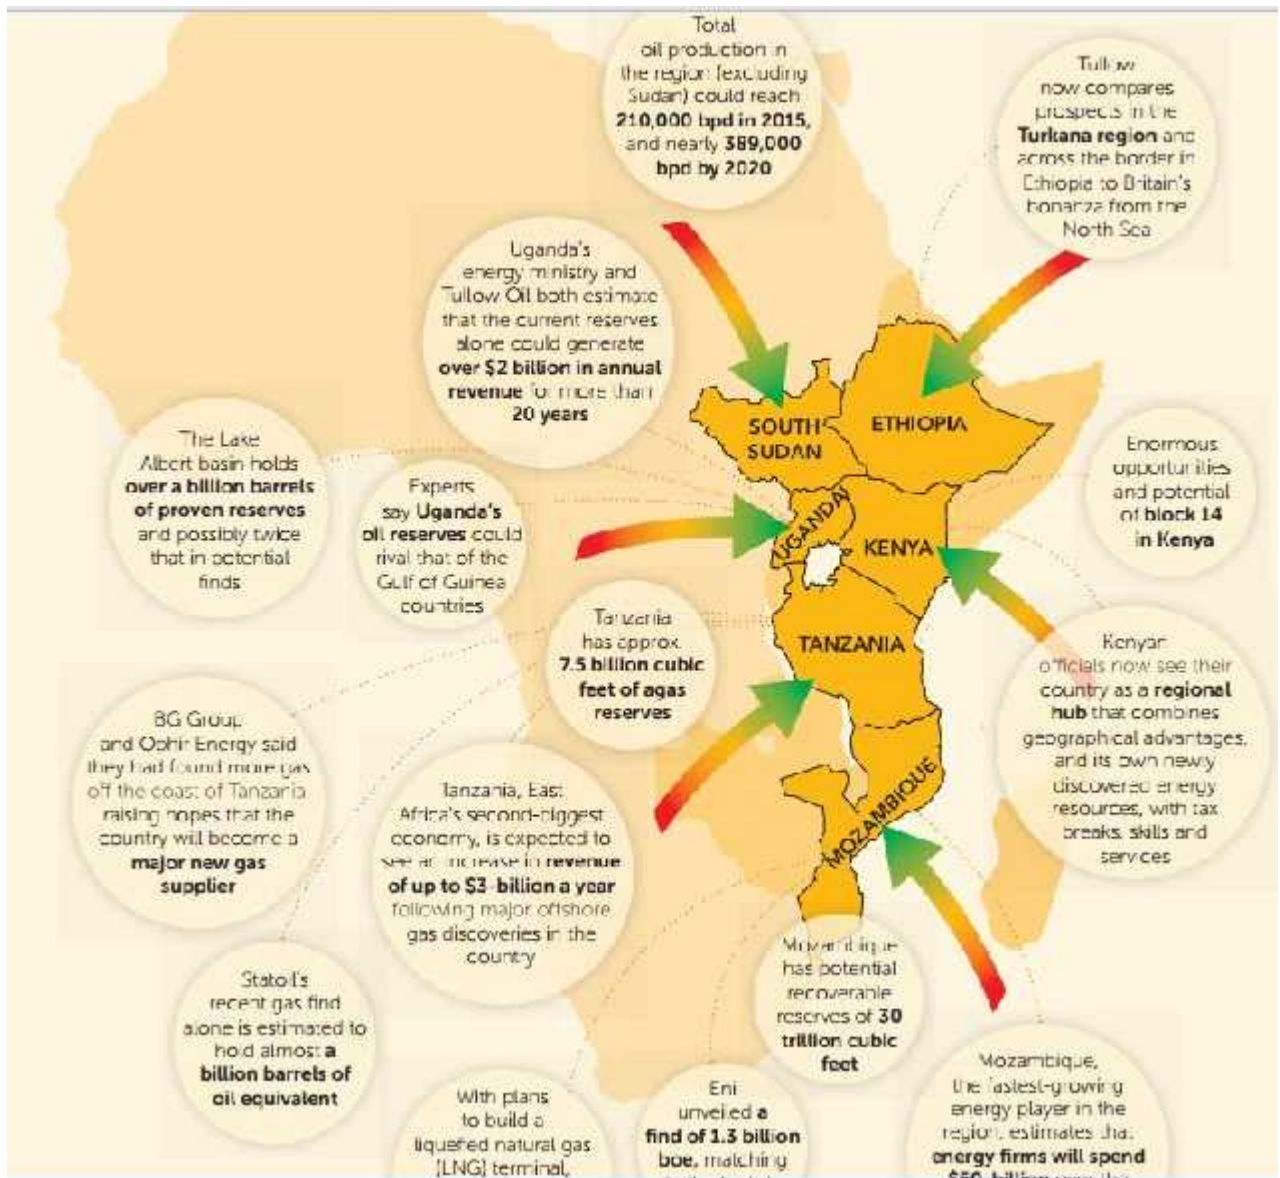 Total
oil production in
the region (excluding
Sudan) could reach
210,000 bpd in 2015,
and nearly 389,000
bpd by 2020
Tullow
now compares
prospects in the
Turkana region and
across the border in
Ethiopia to Britain's
bonanza from the
North Sea
Uganda's
energy ministry and
Tullow Oil both estimate
that the current reserves
alone could generate
over $2 billion in annual
revenue for more than
20 years
The Lake
Albert basin holds
over a billion barrels
of proven reserves
and possibly twice
that in potential
finds
Experts
say Uganda's
oil reserves could
rival that of the
Gulf of Guinea
countries
SOUTH
SUDAN
ETHIOPIA
UGANDA
KENYA
TANZANIA
MOZAMBIQUE
Enormous
opportunities
and potential
of block 14
in Kenya
Tanzania
has approx
7.5 billion cubic
feet of agas
reserves
Kenyan
officials now see their
country as a regional
hub that combines
geographical advantages,
and its own newly
discovered energy
resources, with tax
breaks, skills and
services
BG Group
and Ophir Energy said
they had found more gas
off the coast of Tanzania
raising hopes that the
country will become a
major new gas
supplier
Tanzania, East
Africa's second-biggest
economy, is expected to
see an increase in revenue
of up to $3-billion a year
following major offshore
gas discoveries in the
country
Statoil's
recent gas find
alone is estimated to
hold almost a
billion barrels of
oil equivalent
Mozambique
has potential
recoverable
reserves of 30
trillion cubic
feet
With plans
to build a
liquefied natural gas
(LNG) terminal,
Eni
unveiled a
find of 1.3 billion
boe, matching
Mozambique,
the fastest-growing
energy player in the
region, estimates that
energy firms will spend
$50-billion